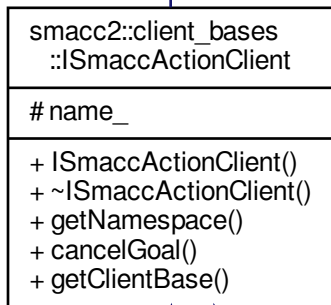 smacc2::client_bases
::ISmaccActionClient
# name_
+ ISmaccActionClient()
+ ~ISmaccActionClient()
+ getNamespace()
+ cancelGoal()
+ getClientBase()